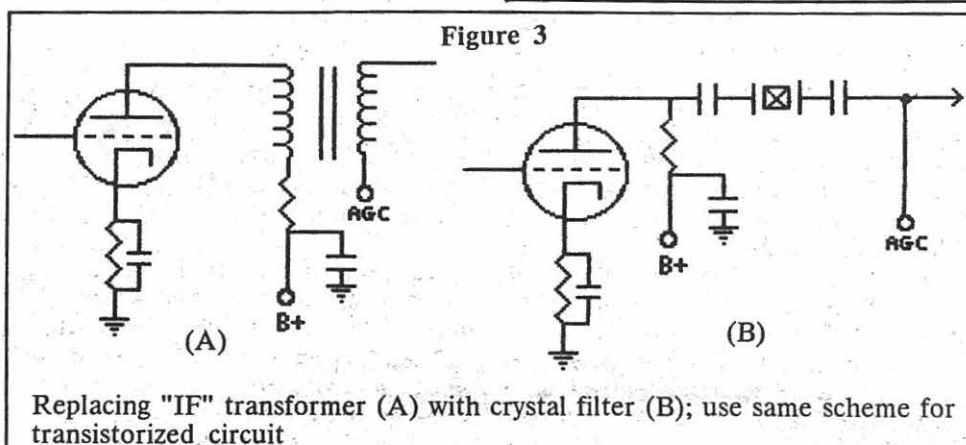 Figure 3
AGC
B+
(A)
B+
AGC
(B)
Replacing "IF" transformer (A) with crystal filter (B); use same scheme for
transistorized circuit